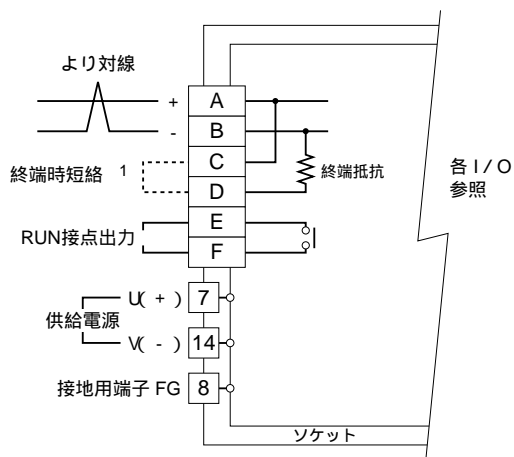 より対線
+ A
- B
終端時短絡 1 C
D
終端抵抗
各I/O
参照
RUN接点出力 E
F
U( + ) 7
供給電源
V( - ) 14
接地用端子 FG 8
ソケット